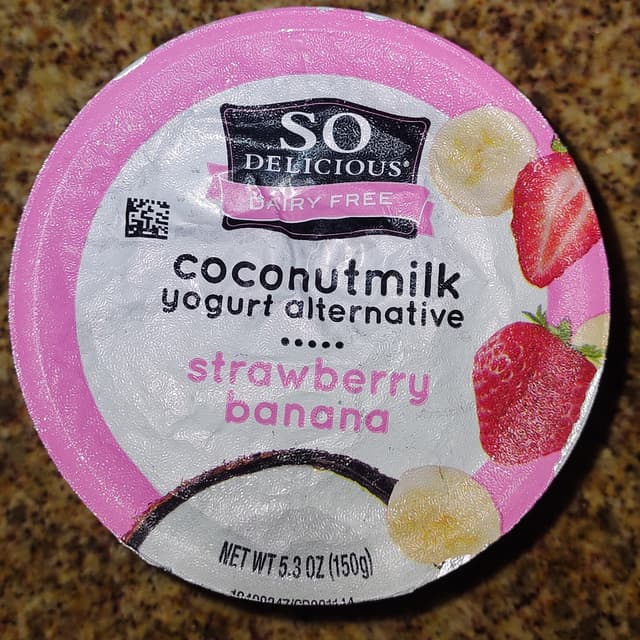 SO
DELICIOUS®
DAIRY FREE
coconutmilk
yogurt alternative
strawberry
banana
NET WT 5.3 OZ (150g)